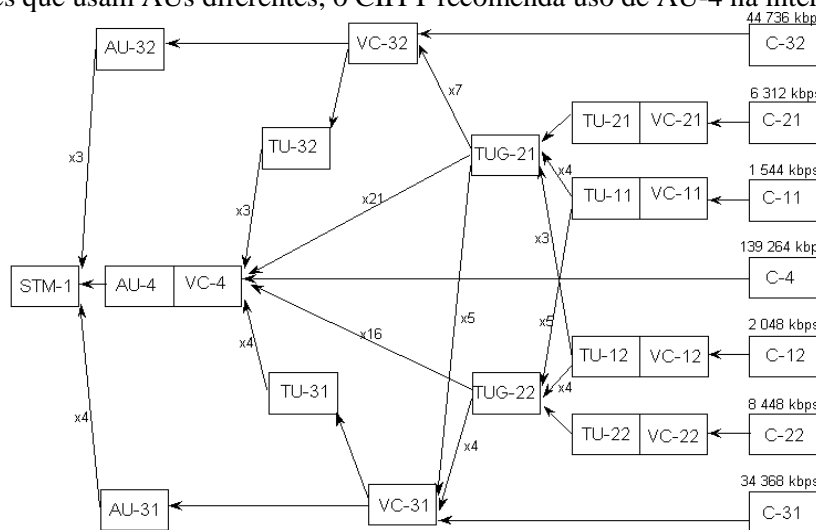 es que usam AUs diferentes, o recomenda uso de AU-4 na
44 736 kbps
AU-32
VC-32
C-32
x7
6 312 kbps
TU-21
VC-21
C-21
TU-32
TUG-21
x3
x4
1 544 kbps
TU-11
VC-11
C-11
x21
x3
x3
139 264 kbps
STM-1
AU-4
VC-4
C-4
x5
x5
2 048 kbps
x16
x4
TU-12
VC-12
C-12
TU-31
TUG-22
x4
8 448 kbps
x4
TU-22
VC-22
C-22
x4
34 368 kbps
AU-31
VC-31
C-31